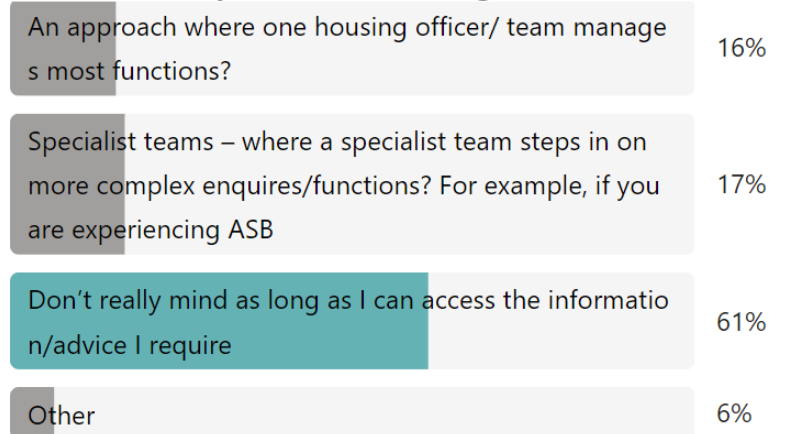 An approach where one housing officer/ team manage
s most functions?
16%
Specialist teams – where a specialist team steps in on
more complex enquires/functions? For example, if you
are experiencing ASB
17%
Don’t really mind as long as I can access the informatio
n/advice I require
61%
Other
6%